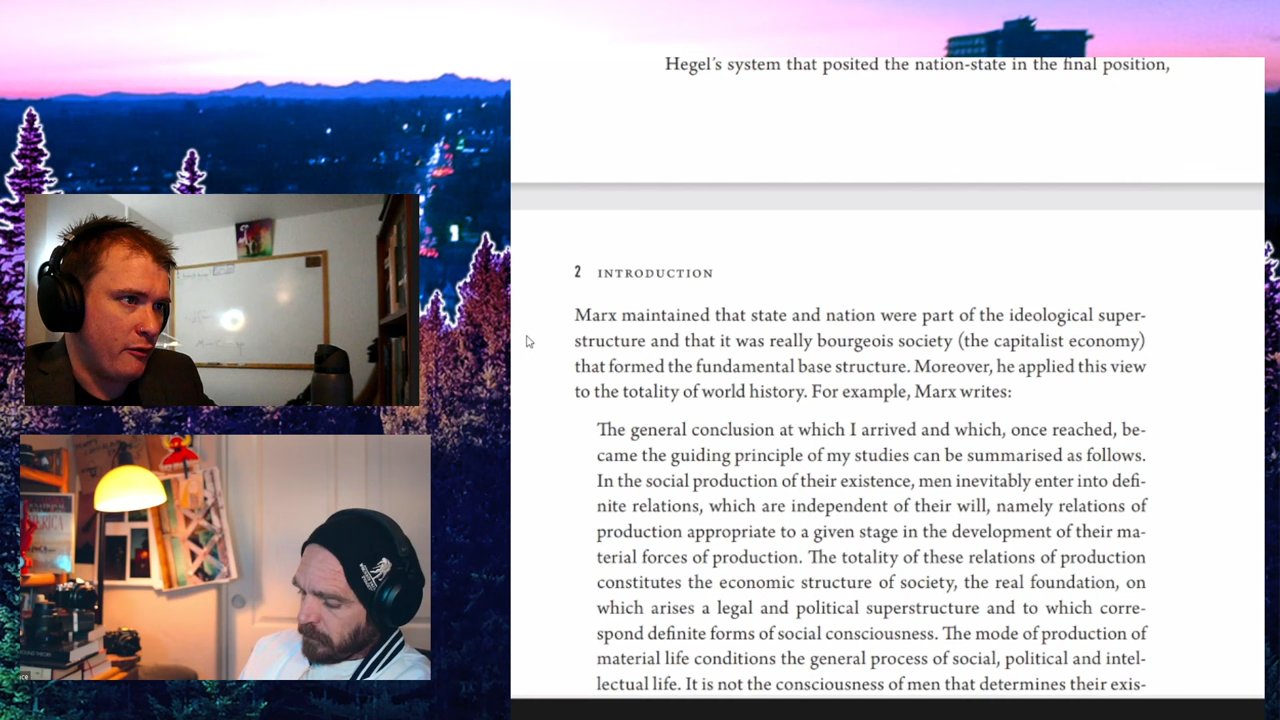 Hegel's system that posited the nation-state in the final position,
2 INTRODUCTION
Marx maintained that state and nation were part of the ideological super-
structure and that it was really bourgeois society (the capitalist economy)
that formed the fundamental base structure. Moreover, he applied this view
to the totality of world history. For example, Marx writes:
The general conclusion at which I arrived and which, once reached, be-
came the guiding principle of my studies can be summarised as follows.
In the social production of their existence, men inevitably enter into defi-
nite relations, which are independent of their will, namely relations of
production appropriate to a given stage in the development of their ma-
terial forces of production. The totality of these relations of production
constitutes the economic structure of society, the real foundation, on
which arises a legal and political superstructure and to which corre-
spond definite forms of social consciousness. The mode of production of
material life conditions the general process of social, political and intel-
lectual life. It is not the consciousness of men that determines their exis-